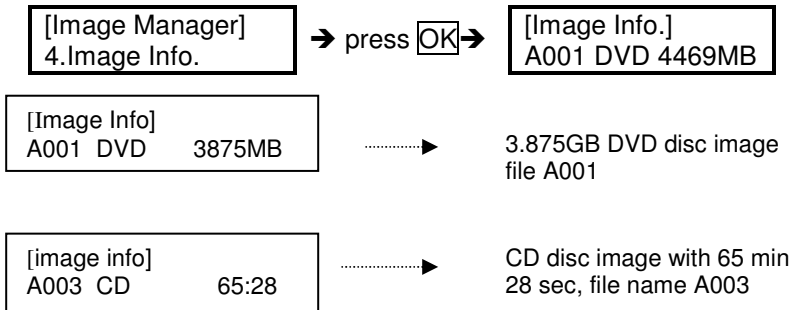 [Image Manager]
4.Image Info.
➔ press OK➔
[Image Info.]
A001 DVD 4469MB
[Image Info]
A001 DVD 3875MB
3.875GB DVD disc image
file A001
[image info]
A003 CD 65:28
CD disc image with 65 min
28 sec, file name A003